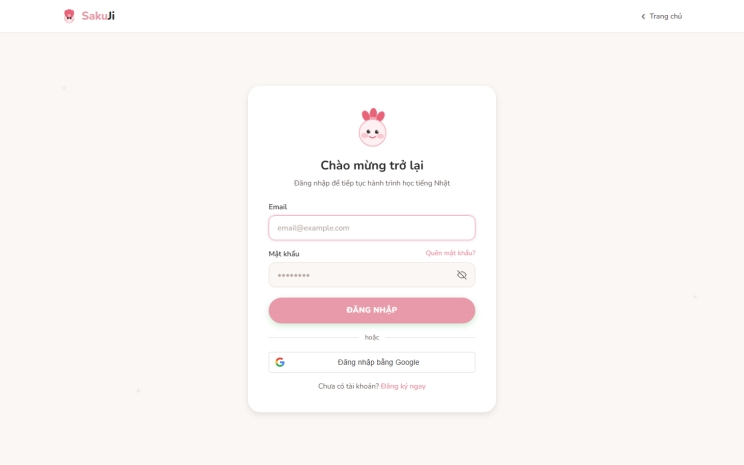 SakuJi
Trang chủ
Chào mừng trở lại
Đăng nhập để tiếp tục hành trình học tiếng Nhật
Email
email@example.com
Mật khẩu
Quên mật khẩu?
••••••••
ĐĂNG NHẬP
hoặc
Đăng nhập bằng Google
Chưa có tài khoản? Đăng ký ngay